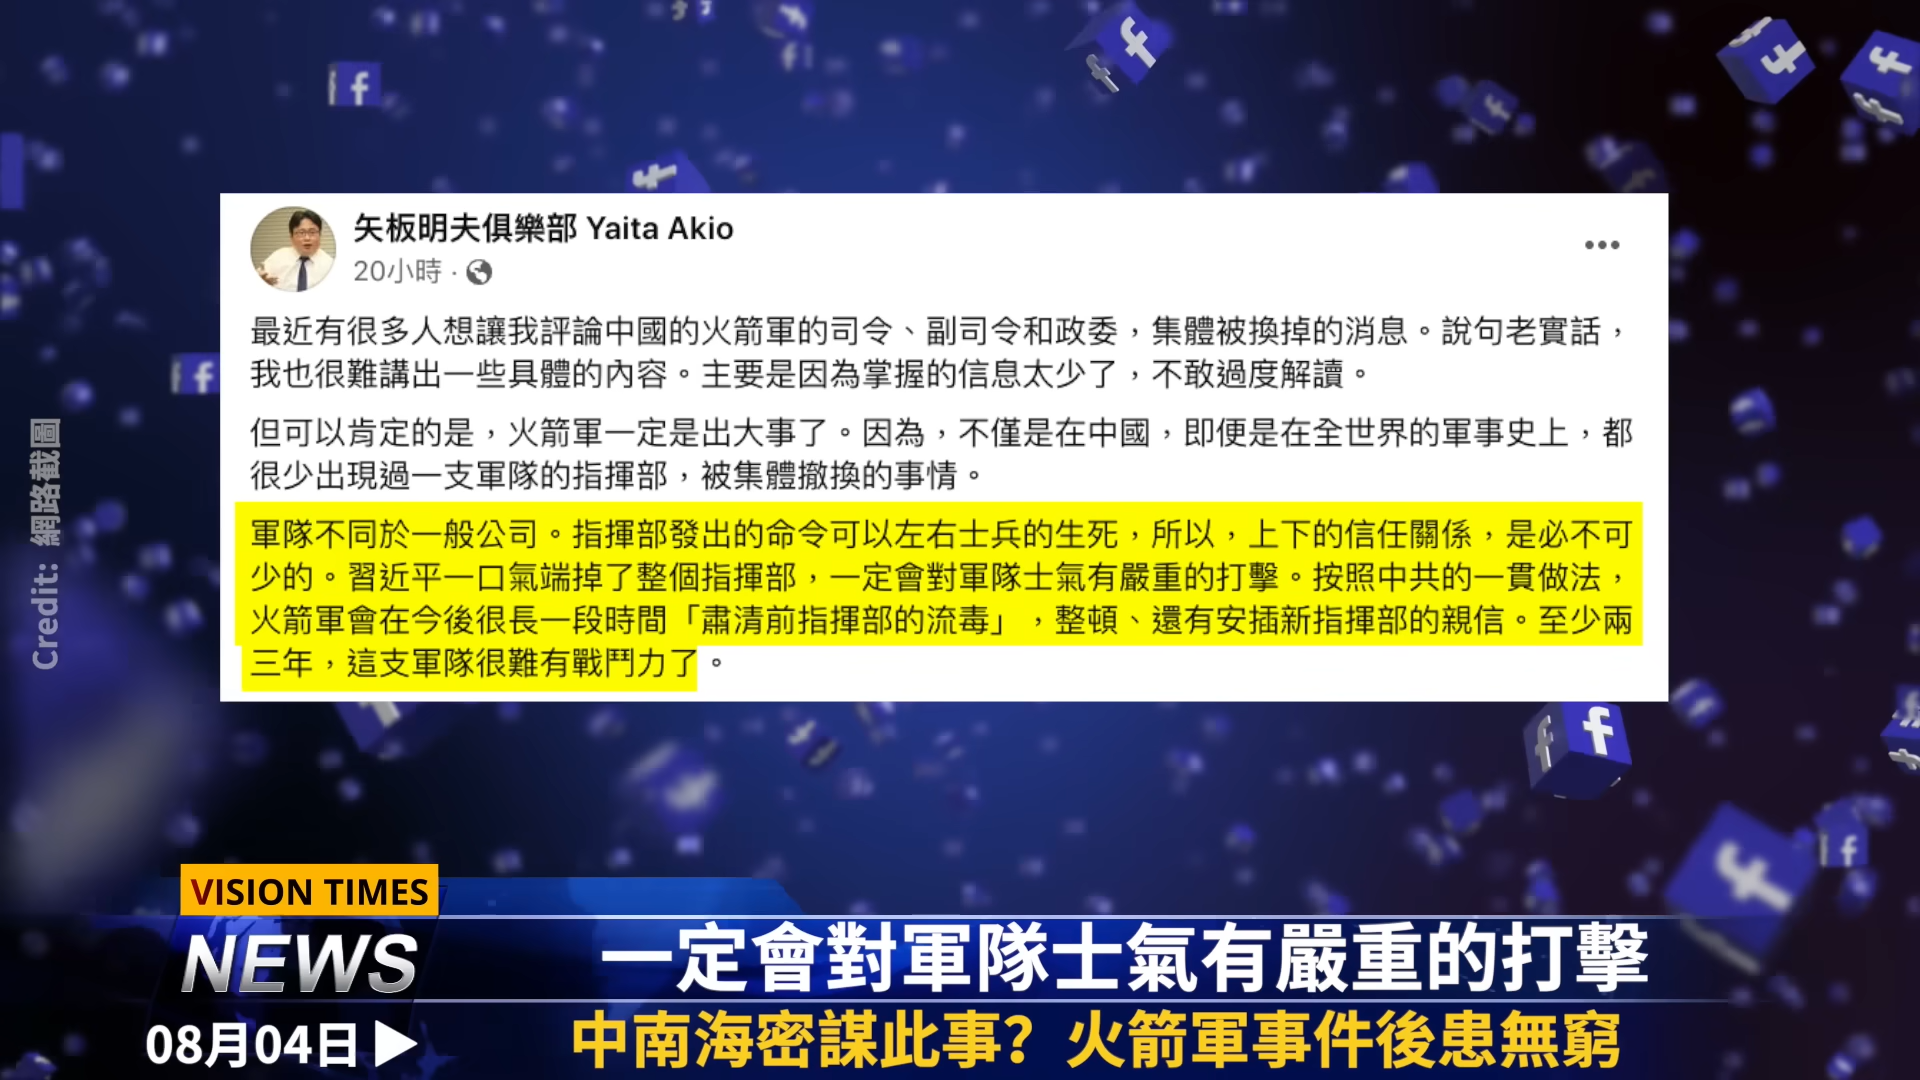 矢板明夫俱樂部 Yaita Akio
20小時 ·
最近有很多人想讓我評論中國的火箭軍的司令、副司令和政委，集體被換掉的消息。說句老實話，
我也很難講出一些具體的內容。主要是因為掌握的信息太少了，不敢過度解讀。
但可以肯定的是，火箭軍一定是出大事了。因為，不僅是在中國，即便是在全世界的軍事史上，都
很少出現過一支軍隊的指揮部，被集體撤換的事情。
軍隊不同於一般公司。指揮部發出的命令可以左右士兵的生死，所以，上下的信任關係，是必不可
少的。習近平一口氣端掉了整個指揮部，一定會對軍隊士氣有嚴重的打擊。按照中共的一貫做法，
火箭軍會在今後很長一段時間「肅清前指揮部的流毒」，整頓、還有安插新指揮部的親信。至少兩
三年，這支軍隊很難有戰鬥力了。
Credit: 網路截圖
VISION TIMES
NEWS
一定會對軍隊士氣有嚴重的打擊
08月04日
中南海密謀此事？火箭軍事件後患無窮